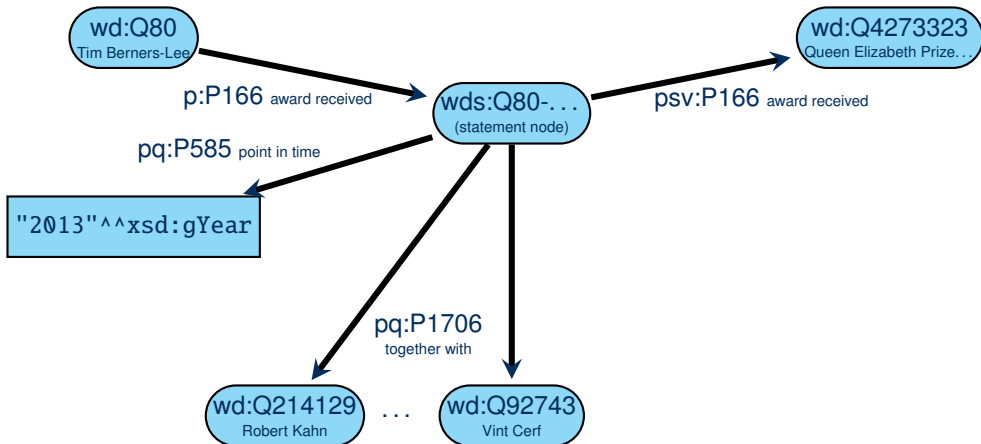 wd:Q80
Tim Berners-Lee
wd:Q4273323
Queen Elizabeth Prize...
p:P166 award received
wds:Q80-...
(statement node)
psv:P166 award received
pq:P585 point in time
"2013"^^xsd:gYear
pq:P1706
together with
wd:Q214129
Robert Kahn
...
wd:Q92743
Vint Cerf